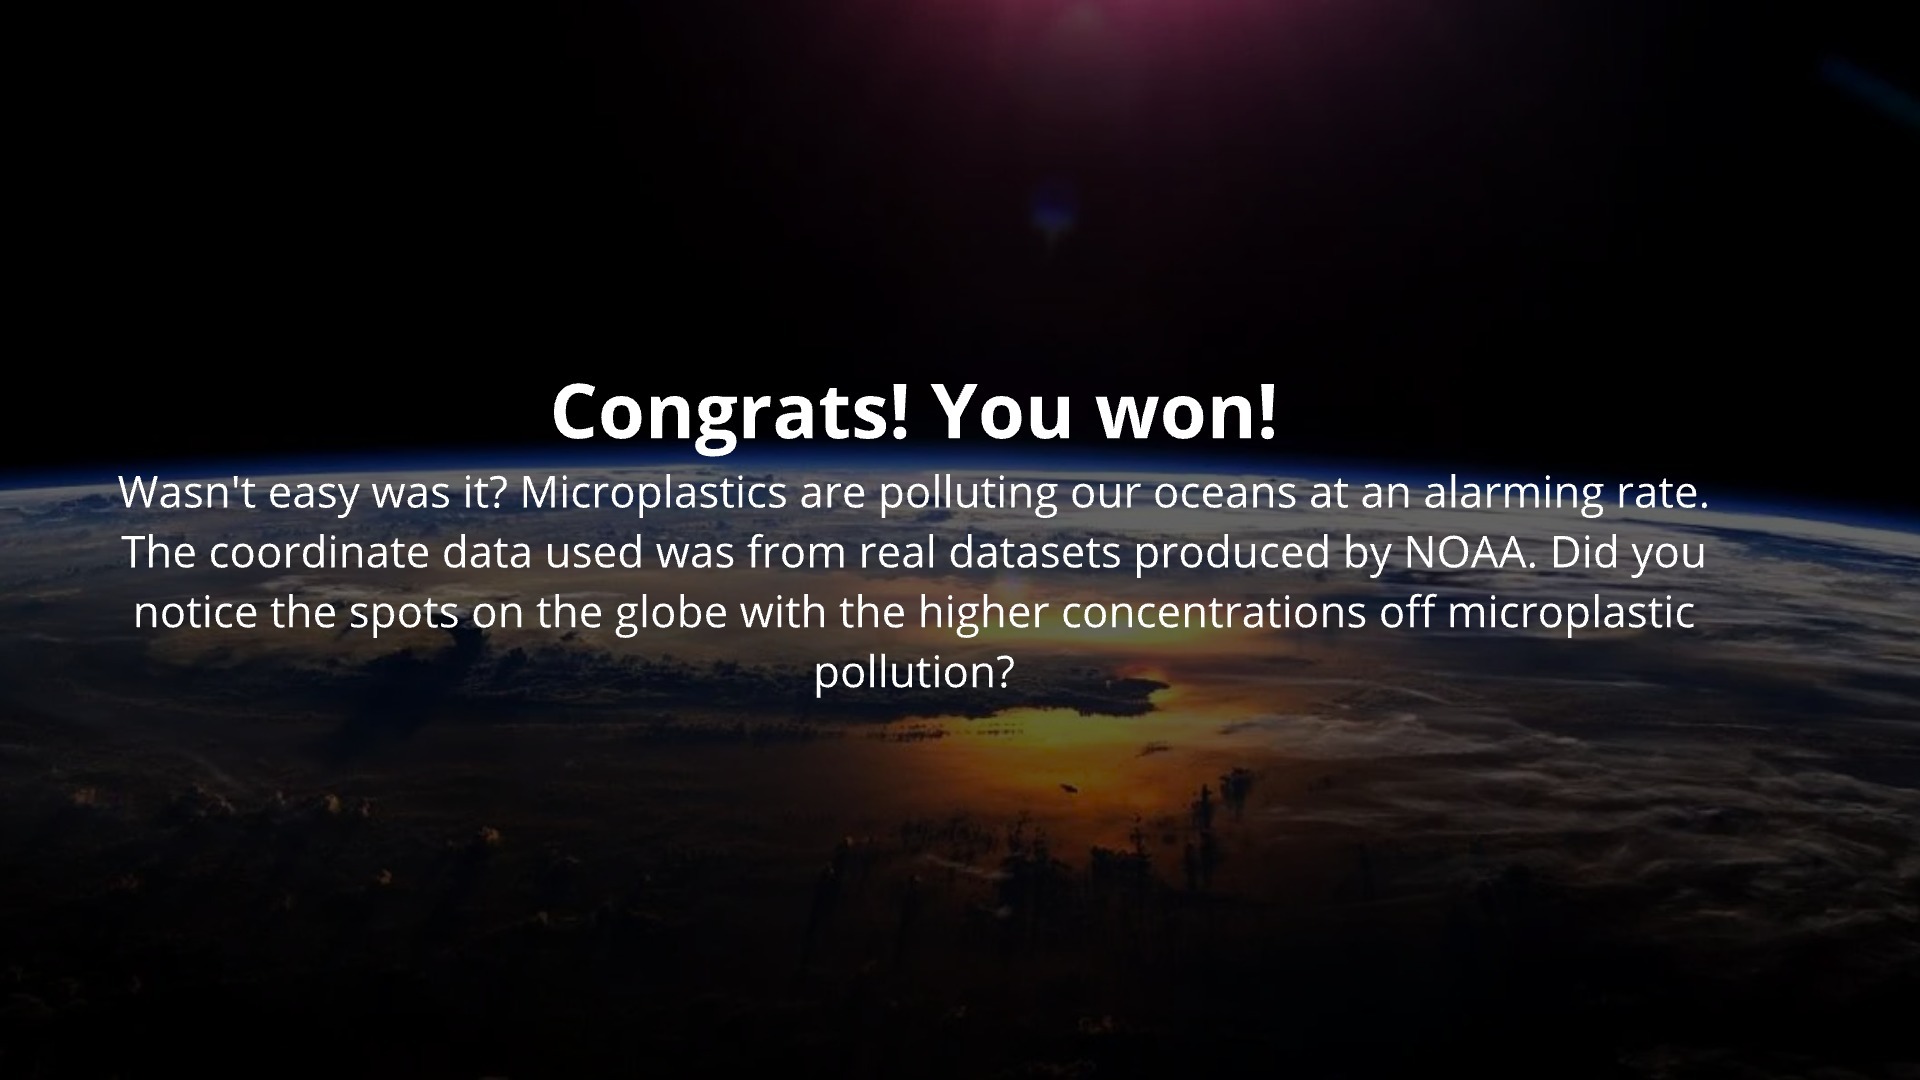 Congrats! You won!
Wasn't easy was it? Microplastics are polluting our oceans at an alarming rate.
The coordinate data used was from real datasets produced by NOAA. Did you
notice the spots on the globe with the higher concentrations off microplastic
pollution?